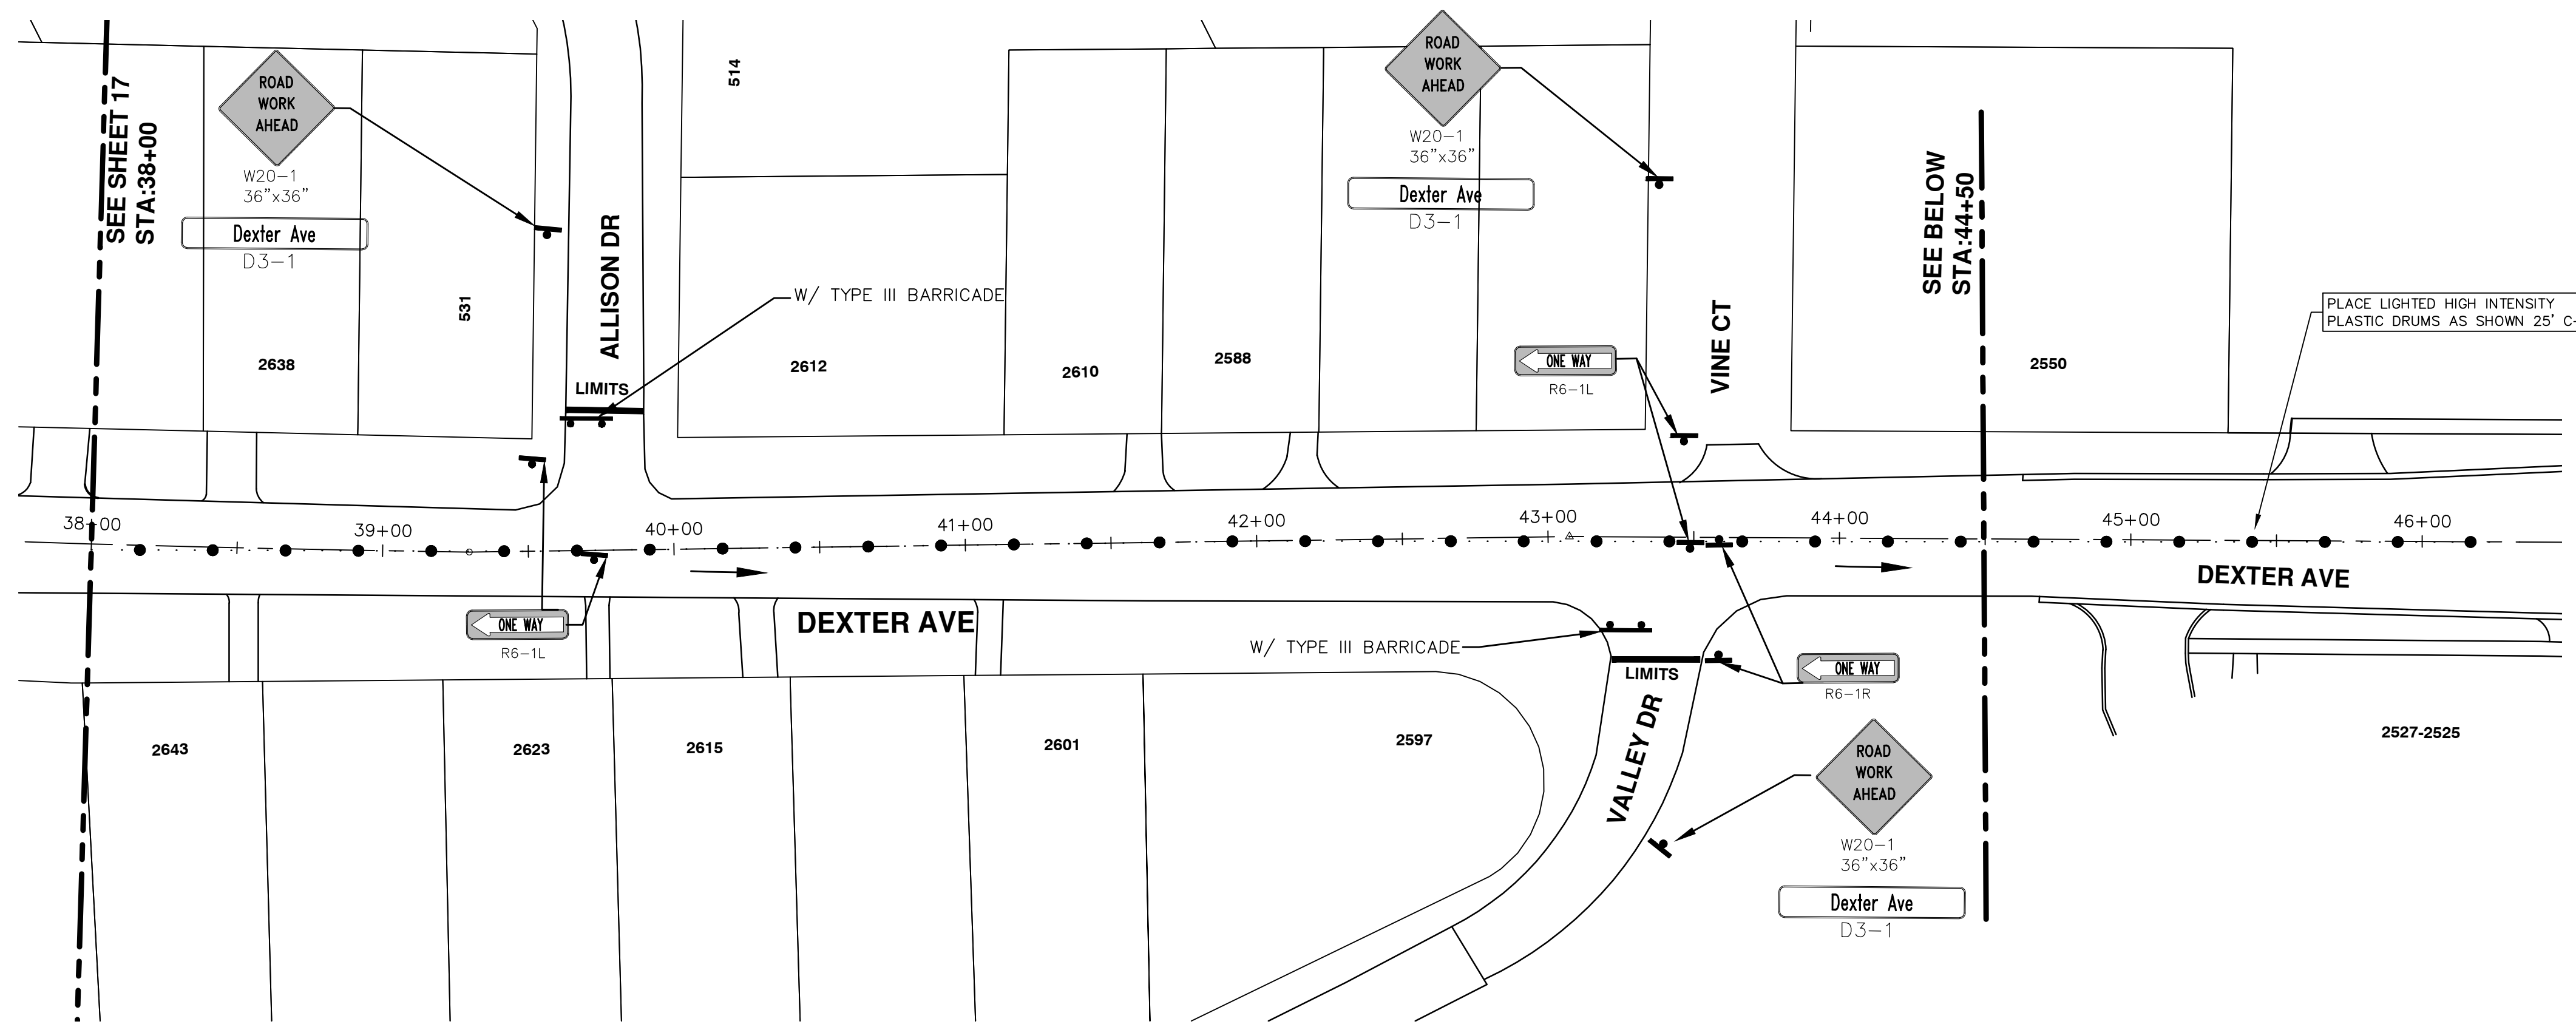 SEE SHEET 17
STA:38+00
ROAD
WORK
AHEAD
W20-1
36"x36"
Dexter Ave
D3-1
531
2638
ALLISON DR
LIMITS
514
W/ TYPE III BARRICADE
2612
2610
2588
ROAD
WORK
AHEAD
W20-1
36"x36"
Dexter Ave
D3-1
ONE WAY
R6-1L
VINE CT
SEE BELOW
STA:44+50
2550
PLACE LIGHTED HIGH INTENSITY
PLASTIC DRUMS AS SHOWN 25' C-
38+00
39+00
40+00
41+00
42+00
43+00
44+00
45+00
46+00
DEXTER AVE
ONE WAY
R6-1L
DEXTER AVE
W/ TYPE III BARRICADE
LIMITS
VALLEY DR
ONE WAY
R6-1R
2643
2623
2615
2601
2597
2527-2525
ROAD
WORK
AHEAD
W20-1
36"x36"
Dexter Ave
D3-1